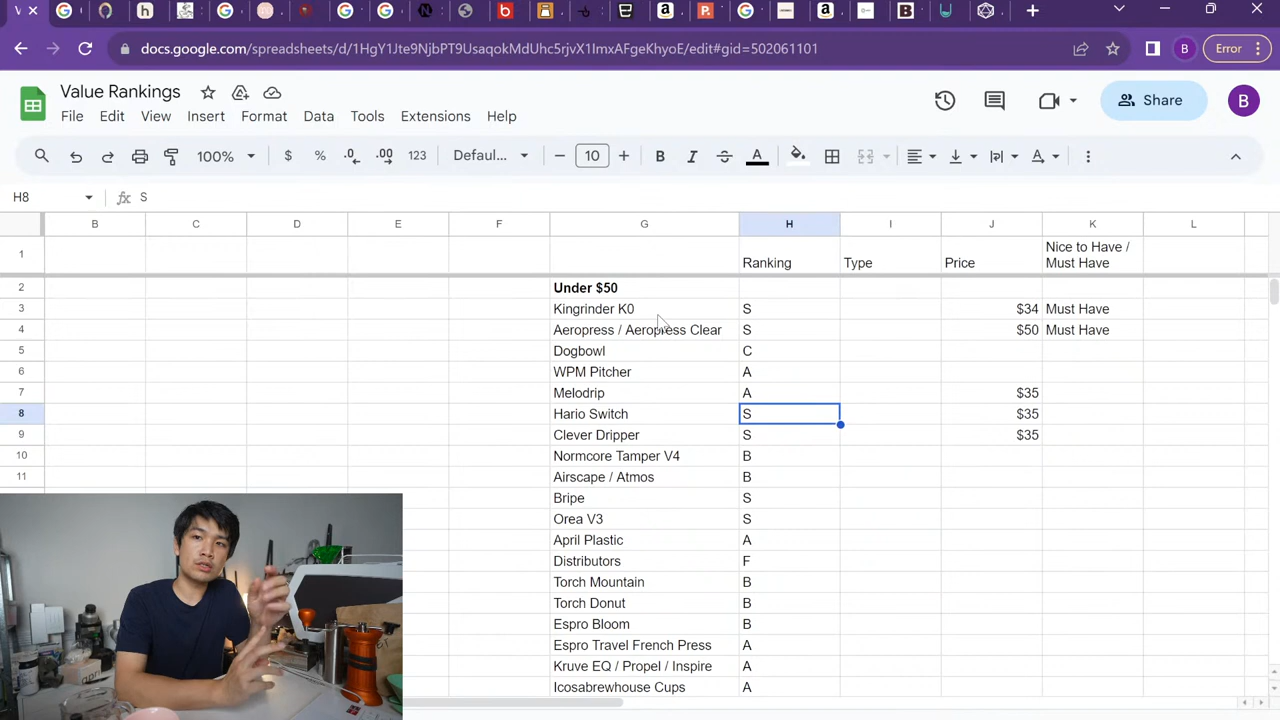 docs.google.com/spreadsheets/d/1HgY1Jte9NjbPT9UsaqokMdUhc5rjvX1ImxAFgeKhyoE/edit#gid=502061101
B
Error
Value Rankings
File Edit View Insert Format Data Tools Extensions Help
Share
B
100% $ % .0 .00 123 Defaul... 10 B I S A
H8 fx S
B C D E F G H I J K L
1 Ranking Type Price Nice to Have /
Must Have
2 Under $50
3 Kingrinder K0 S $34 Must Have
4 Aeropress / Aeropress Clear S $50 Must Have
5 Dogbowl C
6 WPM Pitcher A
7 Melodrip A $35
8 Hario Switch S $35
9 Clever Dripper S $35
10 Normcore Tamper V4 B
11 Airscape / Atmos B
Bripe S
Orea V3 S
April Plastic A
Distributors F
Torch Mountain B
Torch Donut B
Espro Bloom B
Espro Travel French Press A
Kruve EQ / Propel / Inspire A
Icosabrewhouse Cups A